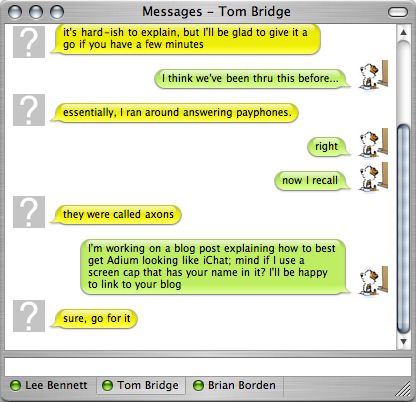 Messages – Tom Bridge
it's hard-ish to explain, but I'll be glad to give it a
go if you have a few minutes
I think we've been thru this before...
essentially, I ran around answering payphones.
right
now I recall
they were called axons
I'm working on a blog post explaining how to best
get Adium looking like iChat; mind if I use a
screen cap that has your name in it? I'll be happy
to link to your blog
sure, go for it
Lee Bennett
Tom Bridge
Brian Borden